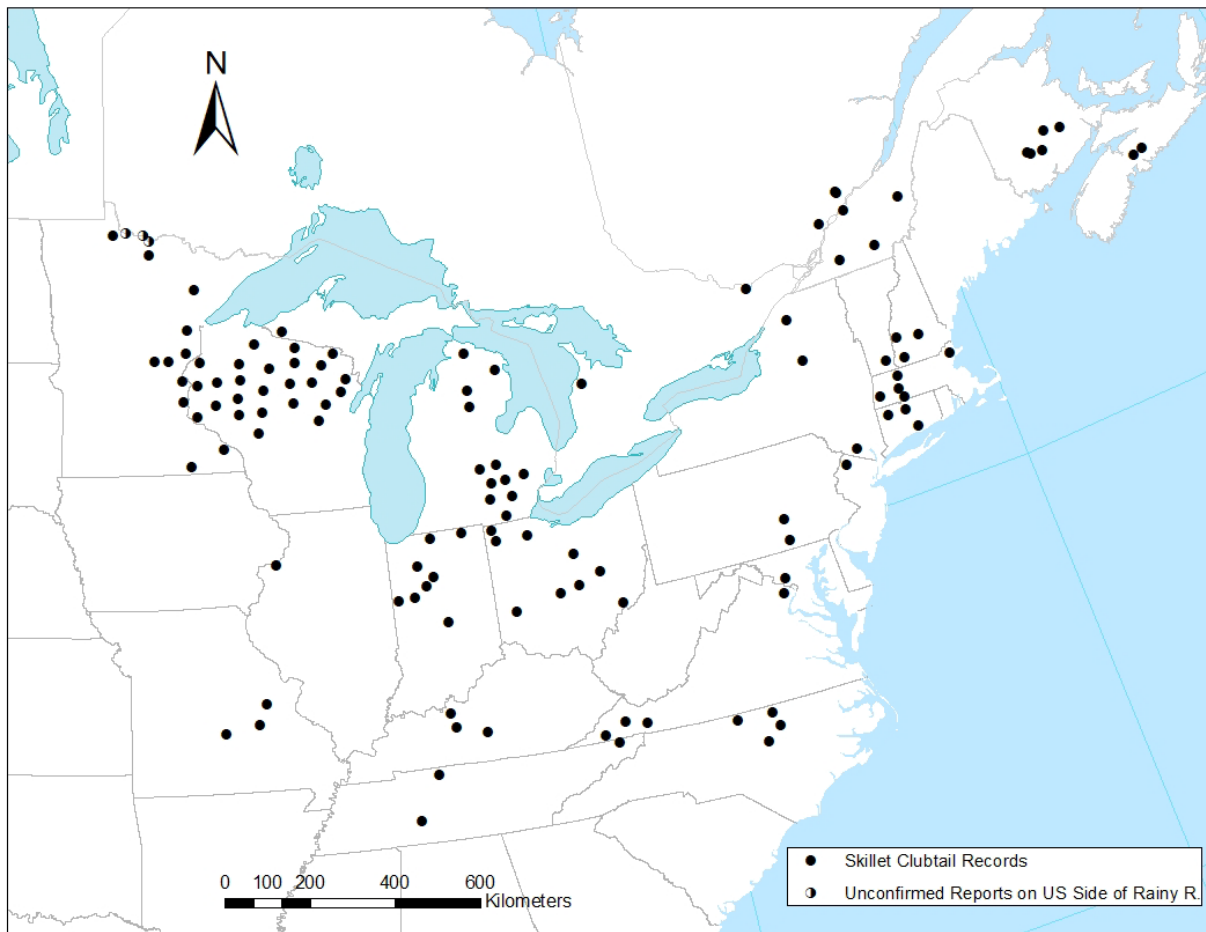 N
Skillet Clubtail Records
Unconfirmed Reports on US Side of Rainy R.
0 100 200 400 600
Kilometers